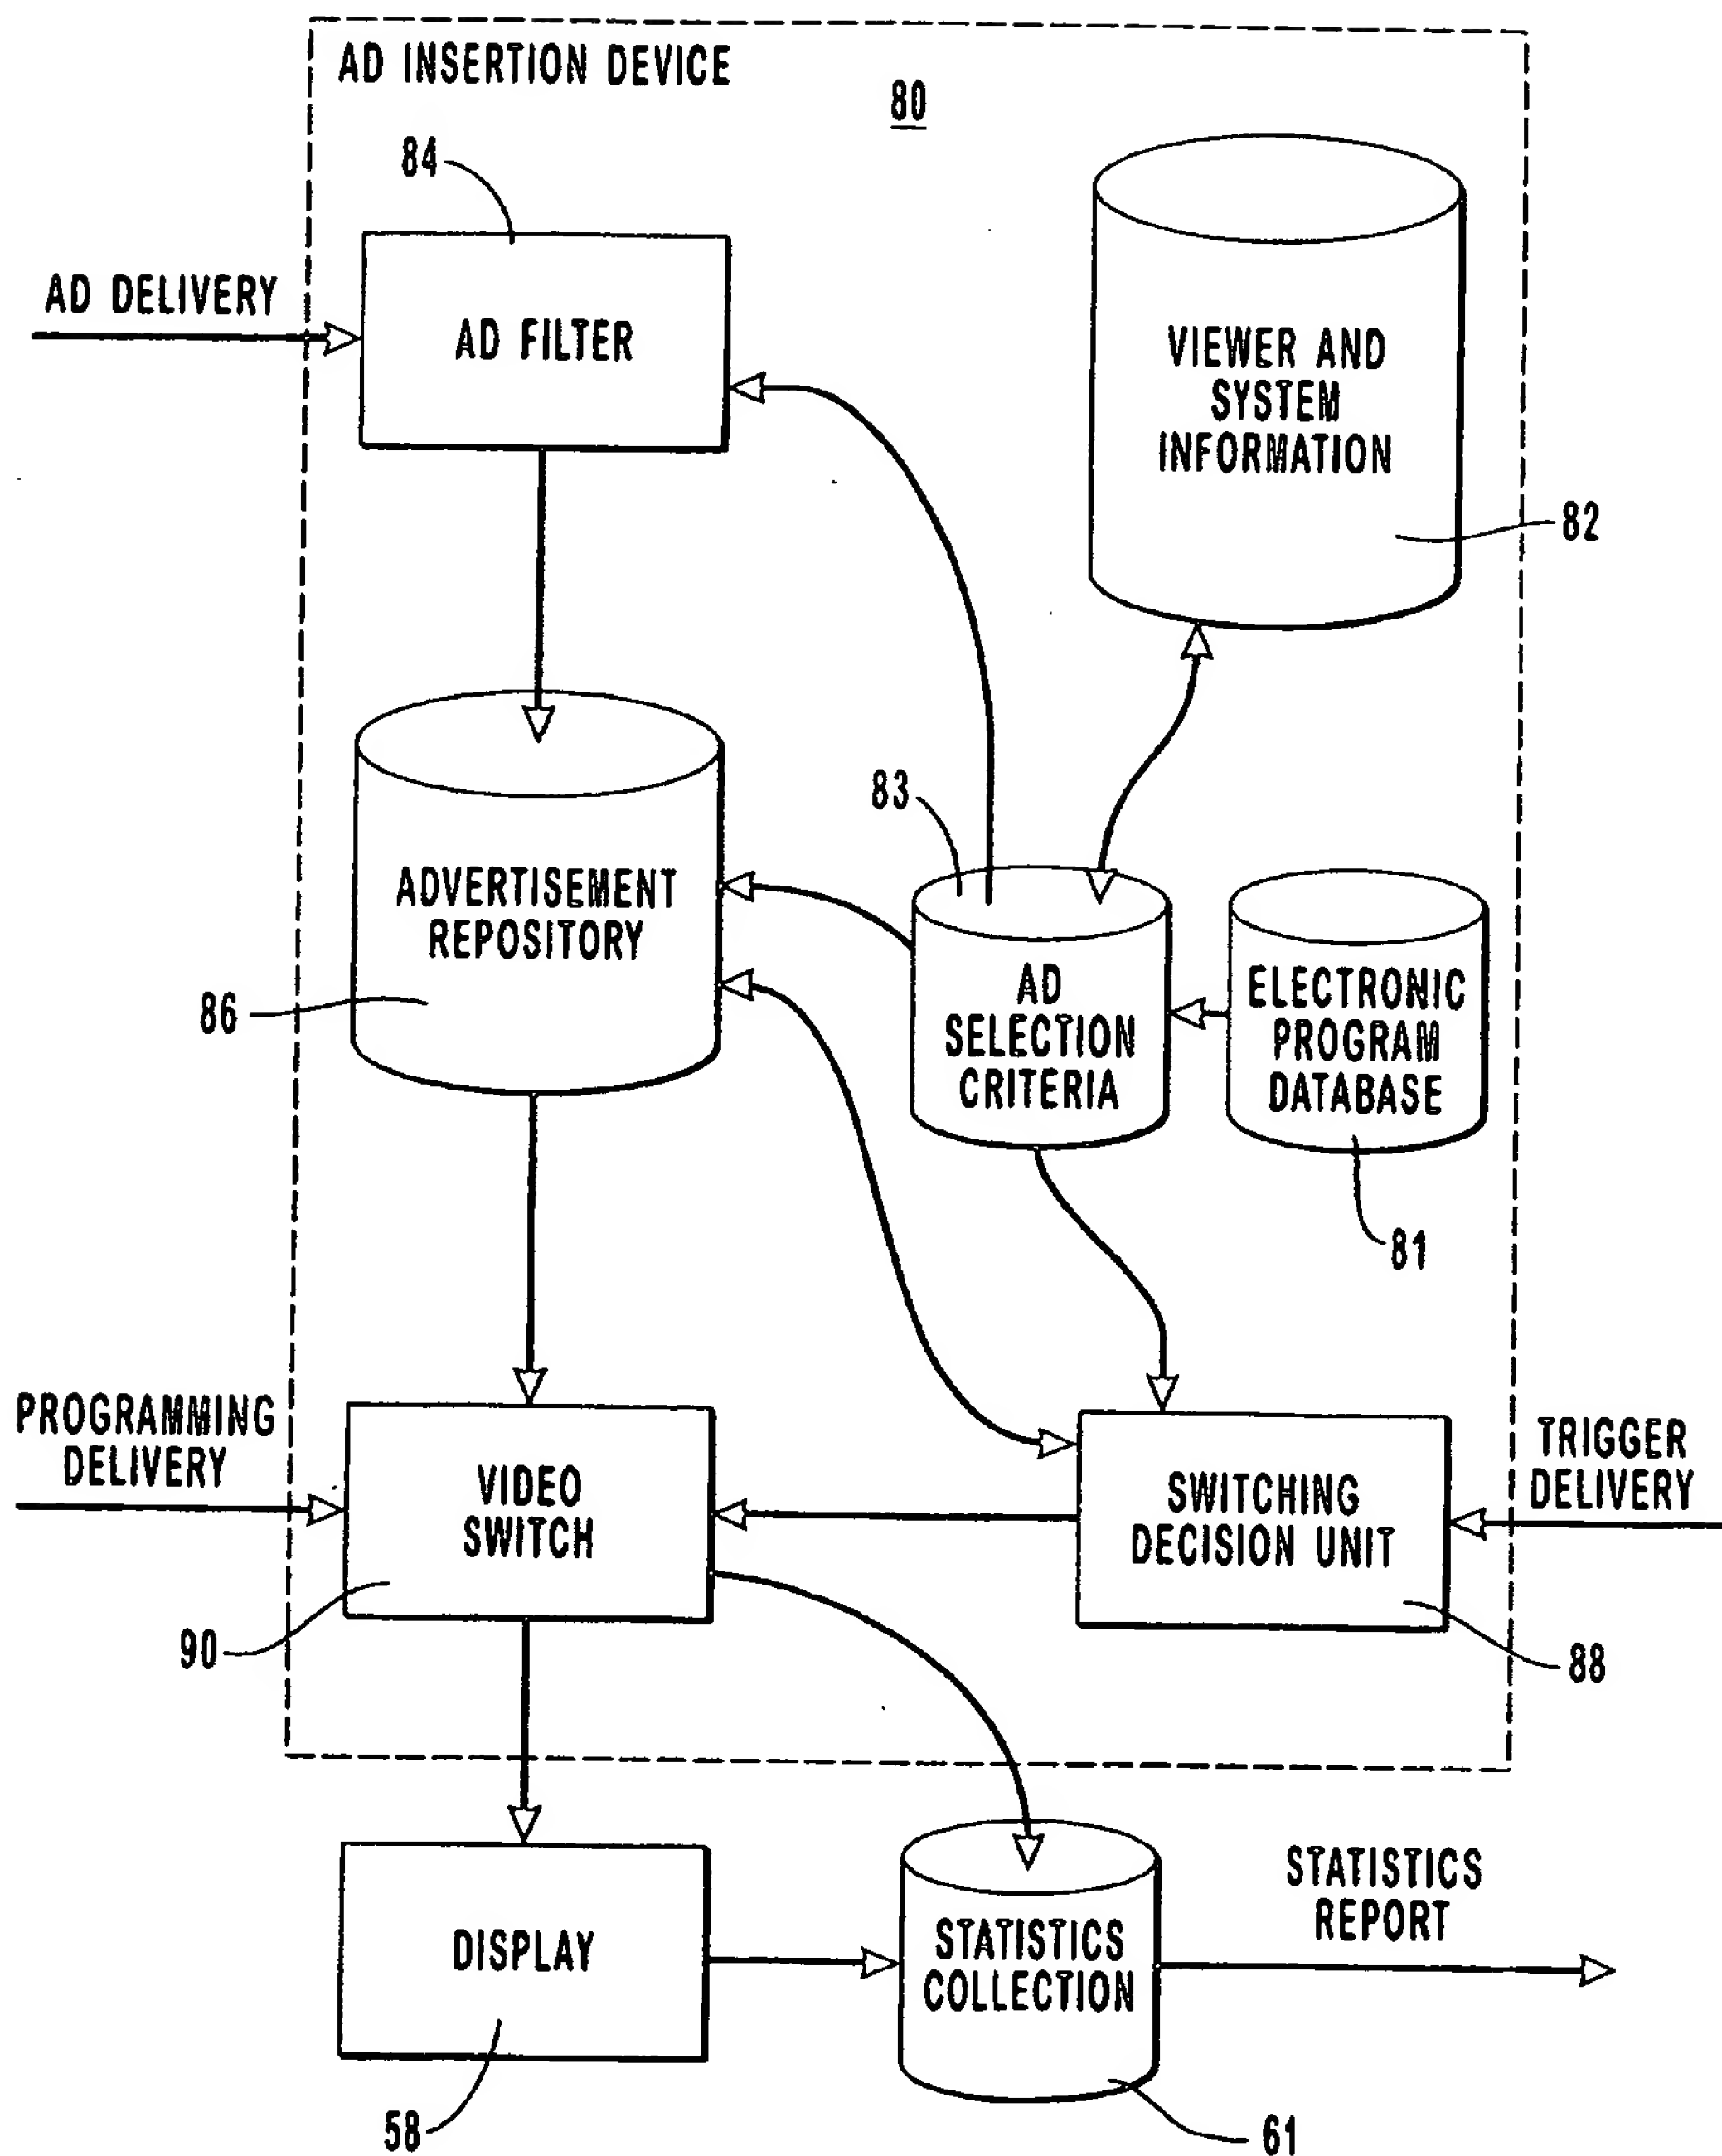 AD INSERTION DEVICE
80
84
AD DELIVERY
AD FILTER
VIEWER AND
SYSTEM
INFORMATION
82
83
ADVERTISEMENT
REPOSITORY
86
AD
SELECTION
CRITERIA
ELECTRONIC
PROGRAM
DATABASE
81
PROGRAMMING
DELIVERY
VIDEO
SWITCH
SWITCHING
DECISION UNIT
TRIGGER
DELIVERY
90
88
DISPLAY
STATISTICS
COLLECTION
STATISTICS
REPORT
58
61